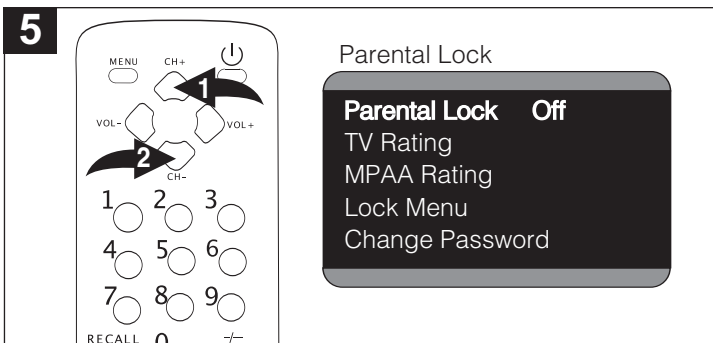 5
MENU CH+
1
VOL- VOL+
2
CH-
1 2 3
4 5 6
7 8 9
RECALL 0 -/--
Parental Lock
Parental Lock Off
TV Rating
MPAA Rating
Lock Menu
Change Password